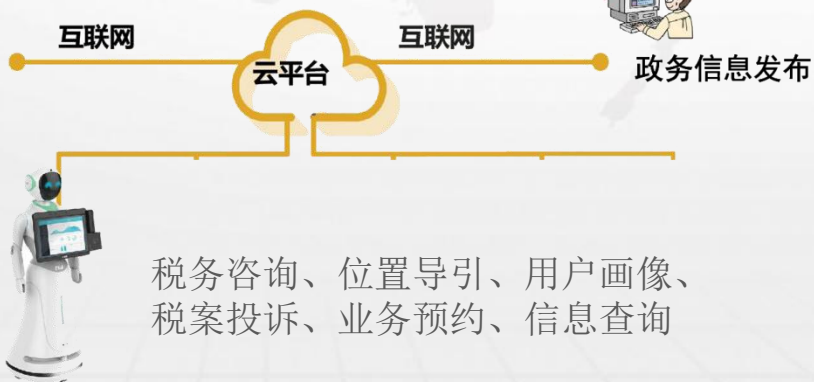 互联网
互联网
云平台
政务信息发布
税务咨询、位置导引、用户画像、
税案投诉、业务预约、信息查询